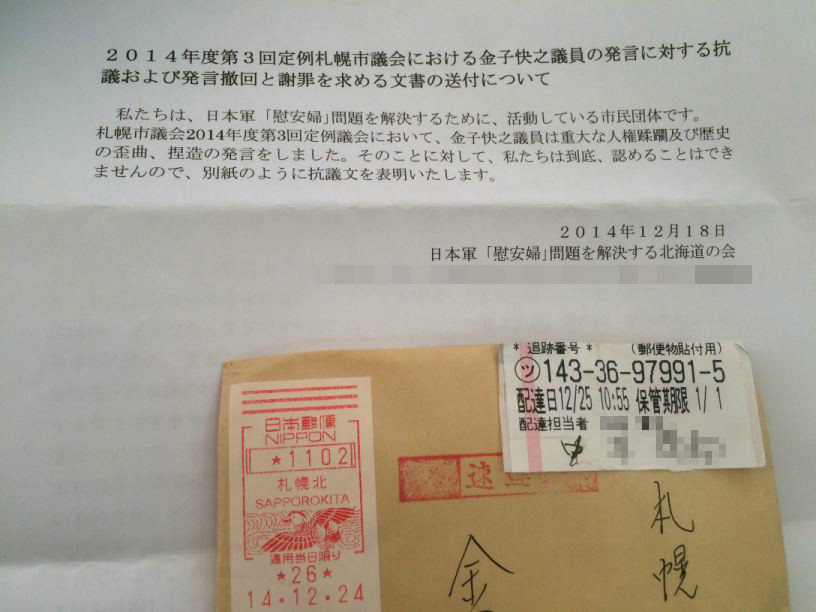 ２０１４年度第３回定例札幌市議会における金子快之議員の発言に対する抗
議および発言撤回と謝罪を求める文書の送付について
私たちは、日本軍「慰安婦」問題を解決するために、活動している市民団体です。
札幌市議会2014年度第3回定例議会において、金子快之議員は重大な人権蹂躙及び歴史
の歪曲、捏造の発言をしました。そのことに対して、私たちは到底、認めることはでき
ませんので、別紙のように抗議文を表明いたします。
２０１４年１２月１８日
日本軍「慰安婦」問題を解決する北海道の会
* 追跡番号 * (郵便物貼付用)
ツ 143-36-97991-5
配達日12/25 10:55 保管期限 1/ 1
配達担当者
日本郵便
NIPPON
★1102
札幌北
SAPPOROKITA
適用当日限り
*26*
14・12・24
速達
札幌
金